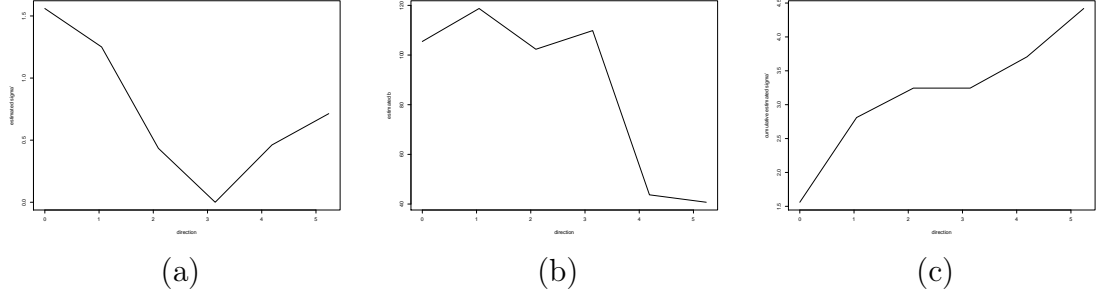 1.5
1.0
0.5
0.0
estimated sigma²
0 1 2 3 4 5
direction
(a)
120
100
80
60
40
estimated b
0 1 2 3 4 5
direction
(b)
4.5
4.0
3.5
3.0
2.5
2.0
1.5
cumulative estimated sigma²
0 1 2 3 4 5
direction
(c)